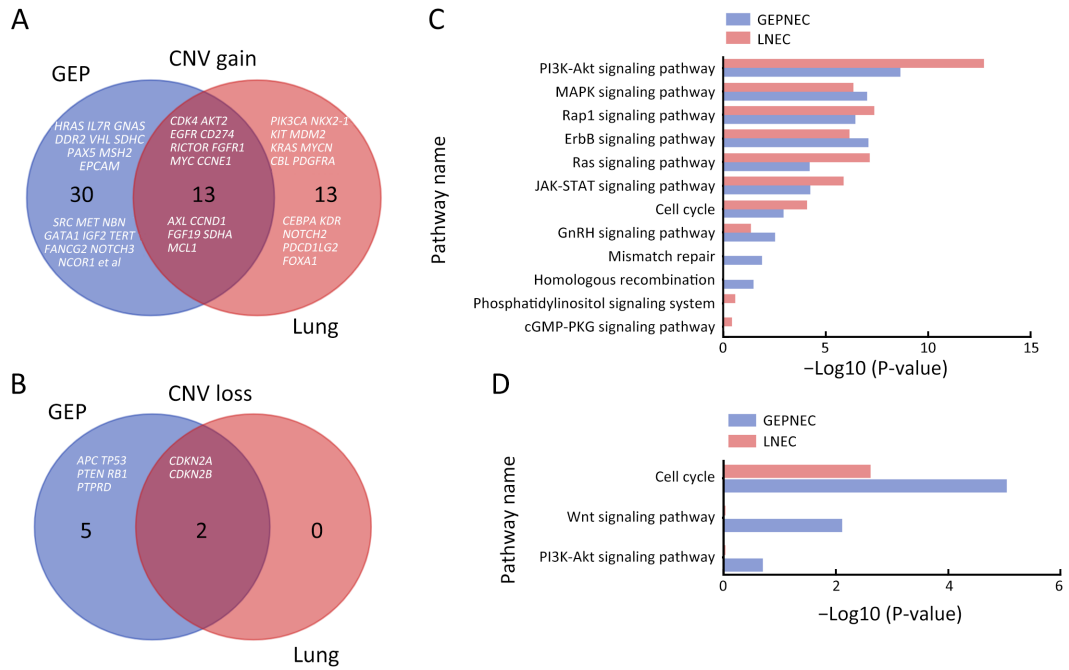 A
CNV gain
GEP
HRAS IL7R GNAS
DDR2 VHL SDHC
PAX5 MSH2
EPCAM
30
SRC MET NBN
GATA1 IGF2 TERT
FANCG2 NOTCH3
NCOR1 et al
CDK4 AKT2
EGFR CD274
RICTOR FGFR1
MYC CCNE1
13
AXL CCND1
FGF19 SDHA
MCL1
PIK3CA NKX2-1
KIT MDM2
KRAS MYCN
CBL PDGFRA
13
CEBPA KDR
NOTCH2
PDCD1LG2
FOXA1
Lung
B
CNV loss
GEP
APC TP53
PTEN RB1
PTPRD
5
CDKN2A
CDKN2B
2
0
Lung
C
GEPNEC
LNEC
Pathway name
PI3K-Akt signaling pathway
MAPK signaling pathway
Rap1 signaling pathway
ErbB signaling pathway
Ras signaling pathway
JAK-STAT signaling pathway
Cell cycle
GnRH signaling pathway
Mismatch repair
Homologous recombination
Phosphatidylinositol signaling system
cGMP-PKG signaling pathway
0 5 10 15
−Log10 (P-value)
D
GEPNEC
LNEC
Pathway name
Cell cycle
Wnt signaling pathway
PI3K-Akt signaling pathway
0 2 4 6
−Log10 (P-value)